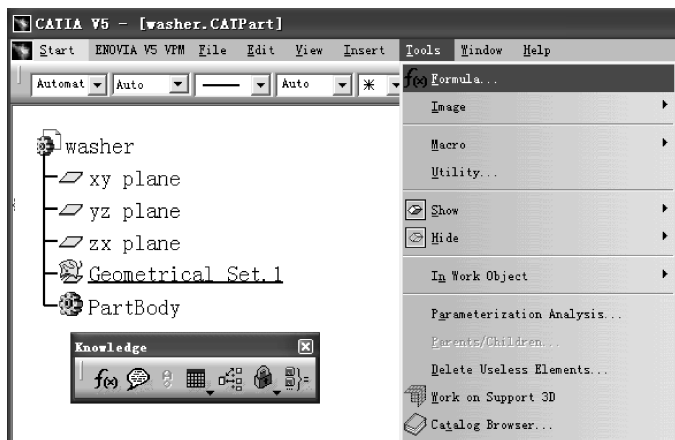 CATIA V5 - [washer.CATPart]
Start ENOVIA V5 VPM File Edit View Insert Tools Window Help
Automat Auto Auto
f(x) Formula...
Image
Macro
Utility...
Show
Hide
In Work Object
Parameterization Analysis...
Parents/Children...
Delete Useless Elements...
Work on Support 3D
Catalog Browser...
washer
xy plane
yz plane
zx plane
Geometrical Set.1
PartBody
Knowledge
f(x)